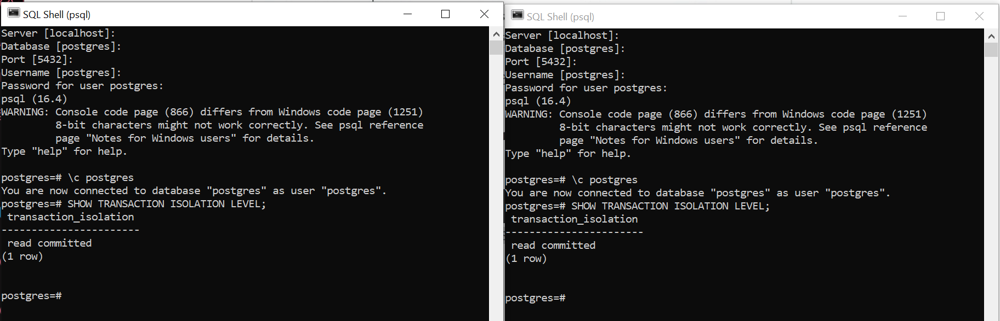 SQL Shell (psql)
Server [localhost]:
Database [postgres]:
Port [5432]:
Username [postgres]:
Password for user postgres:
psql (16.4)
WARNING: Console code page (866) differs from Windows code page (1251)
         8-bit characters might not work correctly. See psql reference
         page "Notes for Windows users" for details.
Type "help" for help.

postgres=# \c postgres
You are now connected to database "postgres" as user "postgres".
postgres=# SHOW TRANSACTION ISOLATION LEVEL;
 transaction_isolation
-----------------------
 read committed
(1 row)


postgres=#
SQL Shell (psql)
Server [localhost]:
Database [postgres]:
Port [5432]:
Username [postgres]:
Password for user postgres:
psql (16.4)
WARNING: Console code page (866) differs from Windows code page (1251)
         8-bit characters might not work correctly. See psql reference
         page "Notes for Windows users" for details.
Type "help" for help.

postgres=# \c postgres
You are now connected to database "postgres" as user "postgres".
postgres=# SHOW TRANSACTION ISOLATION LEVEL;
 transaction_isolation
-----------------------
 read committed
(1 row)


postgres=#